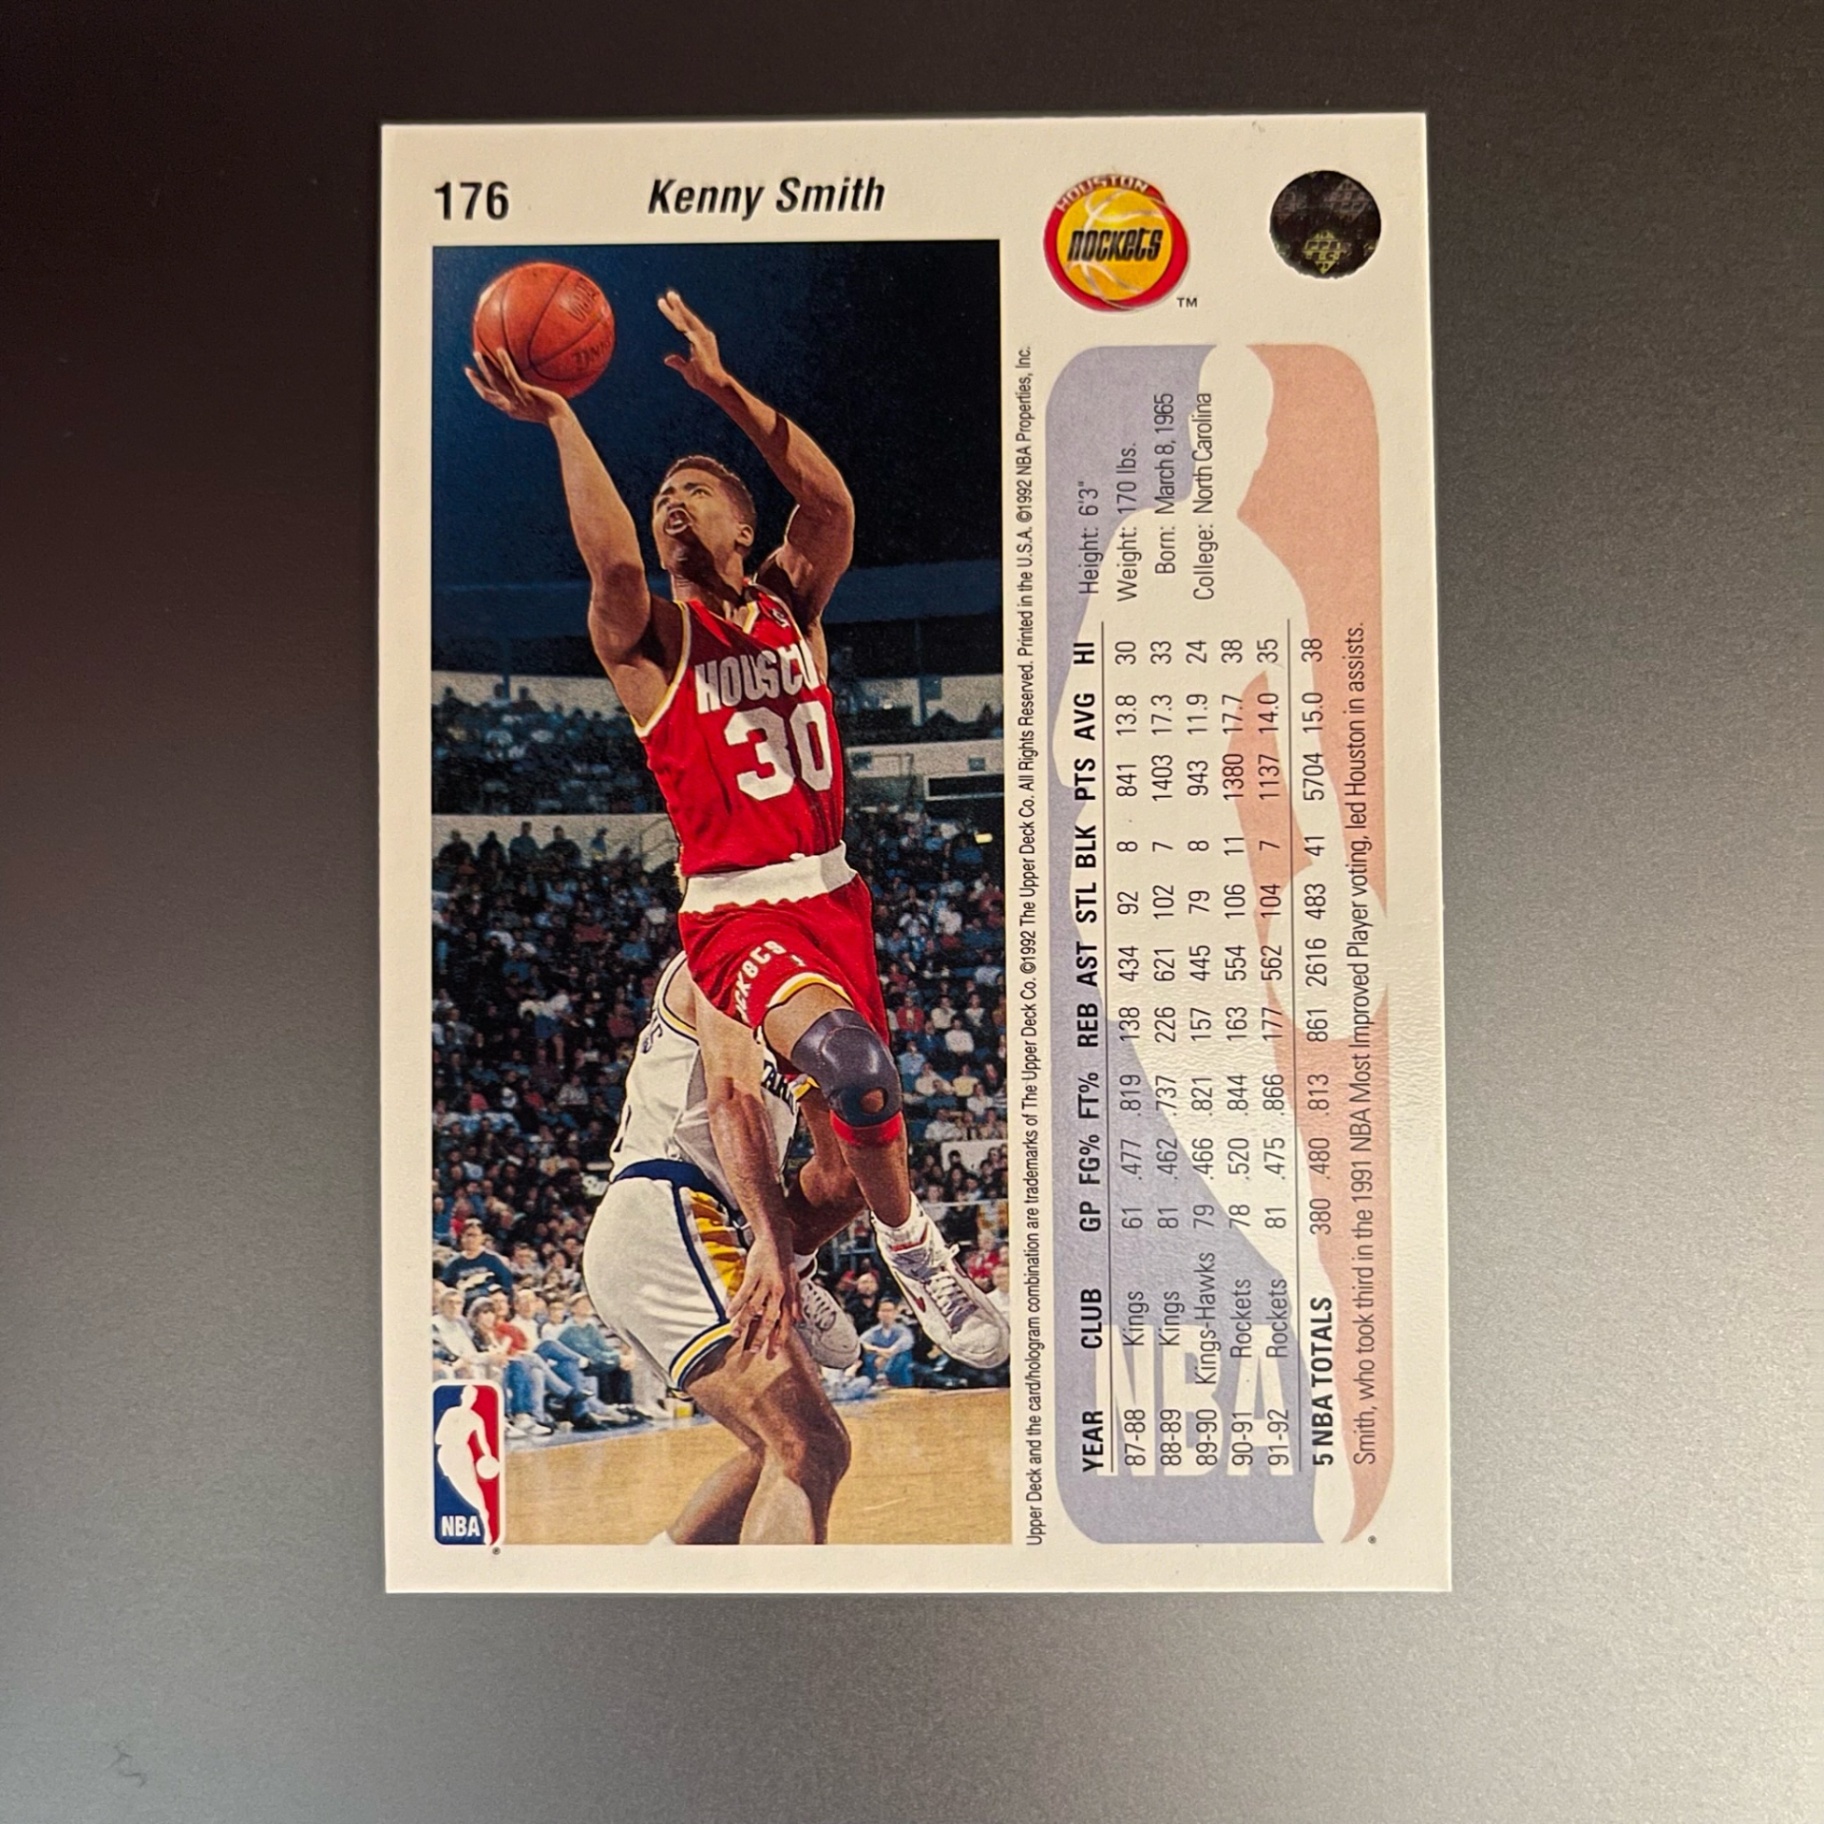 176
Kenny Smith
HOUSTON
ROCKETS
TM
HOUSTON
30
NBA
Upper Deck and the card/hologram combination are trademarks of The Upper Deck Co. ©1992 The Upper Deck Co. All Rights Reserved. Printed in the U.S.A. ©1992 NBA Properties, Inc.
Height: 6'3"
Weight: 170 lbs.
Born: March 8, 1965
College: North Carolina
YEAR CLUB GP FG% FT% REB AST STL BLK PTS AVG HI
87-88 Kings 61 .477 .819 138 434 92 8 841 13.8 30
88-89 Kings 81 .462 .737 226 621 102 7 1403 17.3 33
89-90 Kings-Hawks 79 .466 .821 157 445 79 8 943 11.9 24
90-91 Rockets 78 .520 .844 163 554 106 11 1380 17.7 38
91-92 Rockets 81 .475 .866 177 562 104 7 1137 14.0 35
5 NBA TOTALS 380 .480 .813 861 2616 483 41 5704 15.0 38
Smith, who took third in the 1991 NBA Most Improved Player voting, led Houston in assists.
NBA